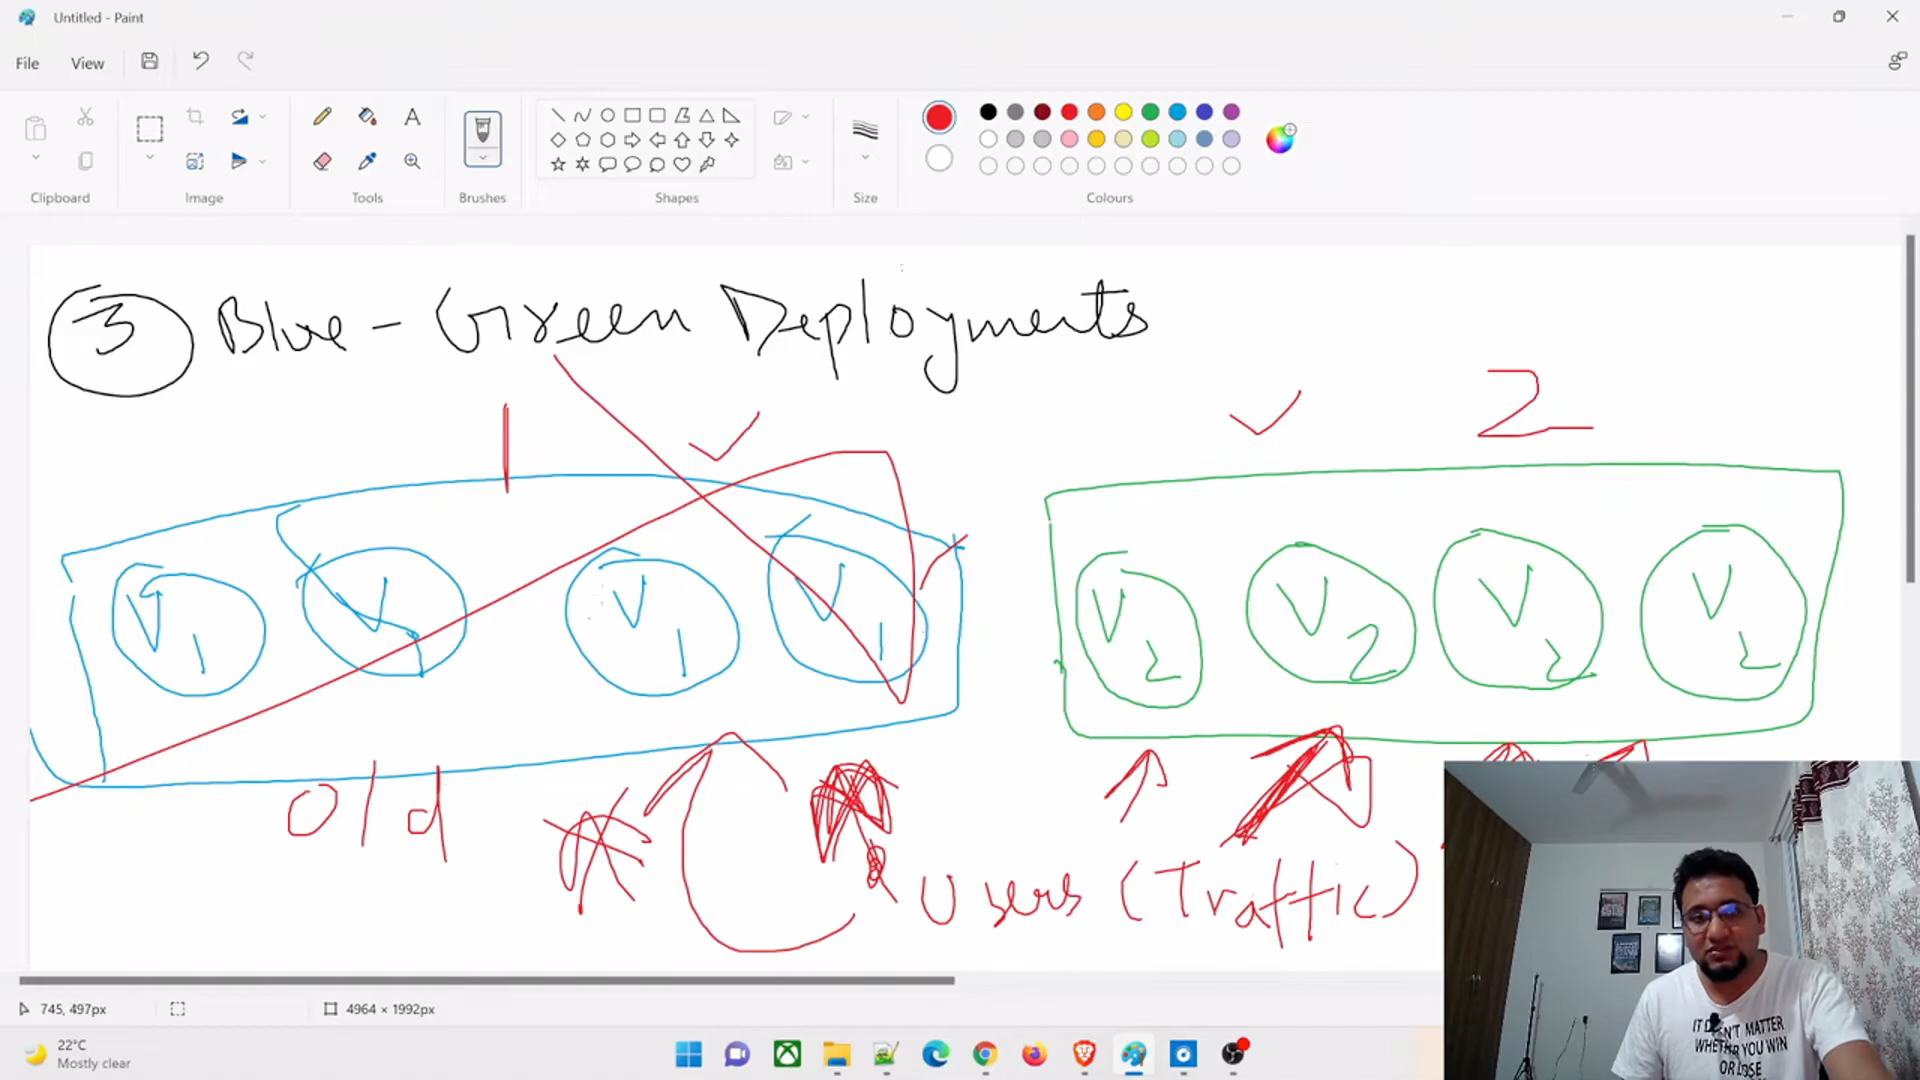 Untitled - Paint
File
View
Clipboard
Image
Tools
Brushes
Shapes
Size
Colours
3 Blue - Green Deployments
1
2
V1 V V1 V1
V2 V2 V2 V2
Old
Users (Traffic)
IT DOESN'T MATTER
WHETHER YOU WIN
OR LOSE
745, 497px
4964 × 1992px
22°C
Mostly clear